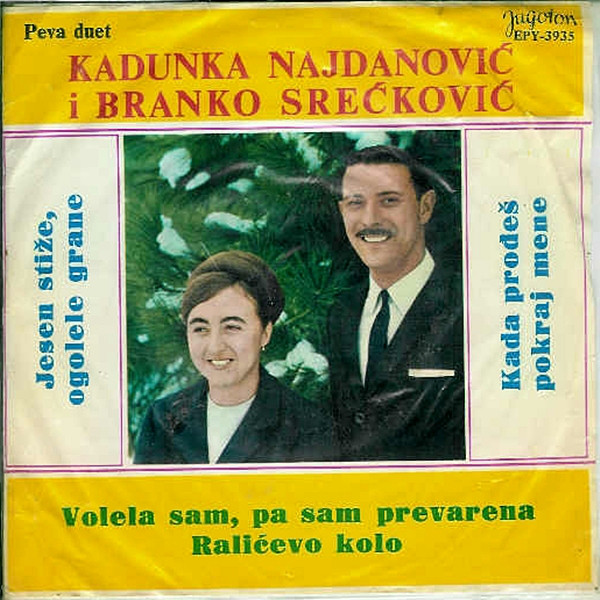 Peva duet
Jugoton
EPY-3935
KADUNKA NAJDANOVIĆ
i BRANKO SREĆKOVIĆ
Jesen stiže,
ogolele grane
Kada prođeš
pokraj mene
Volela sam, pa sam prevarena
Ralićevo kolo